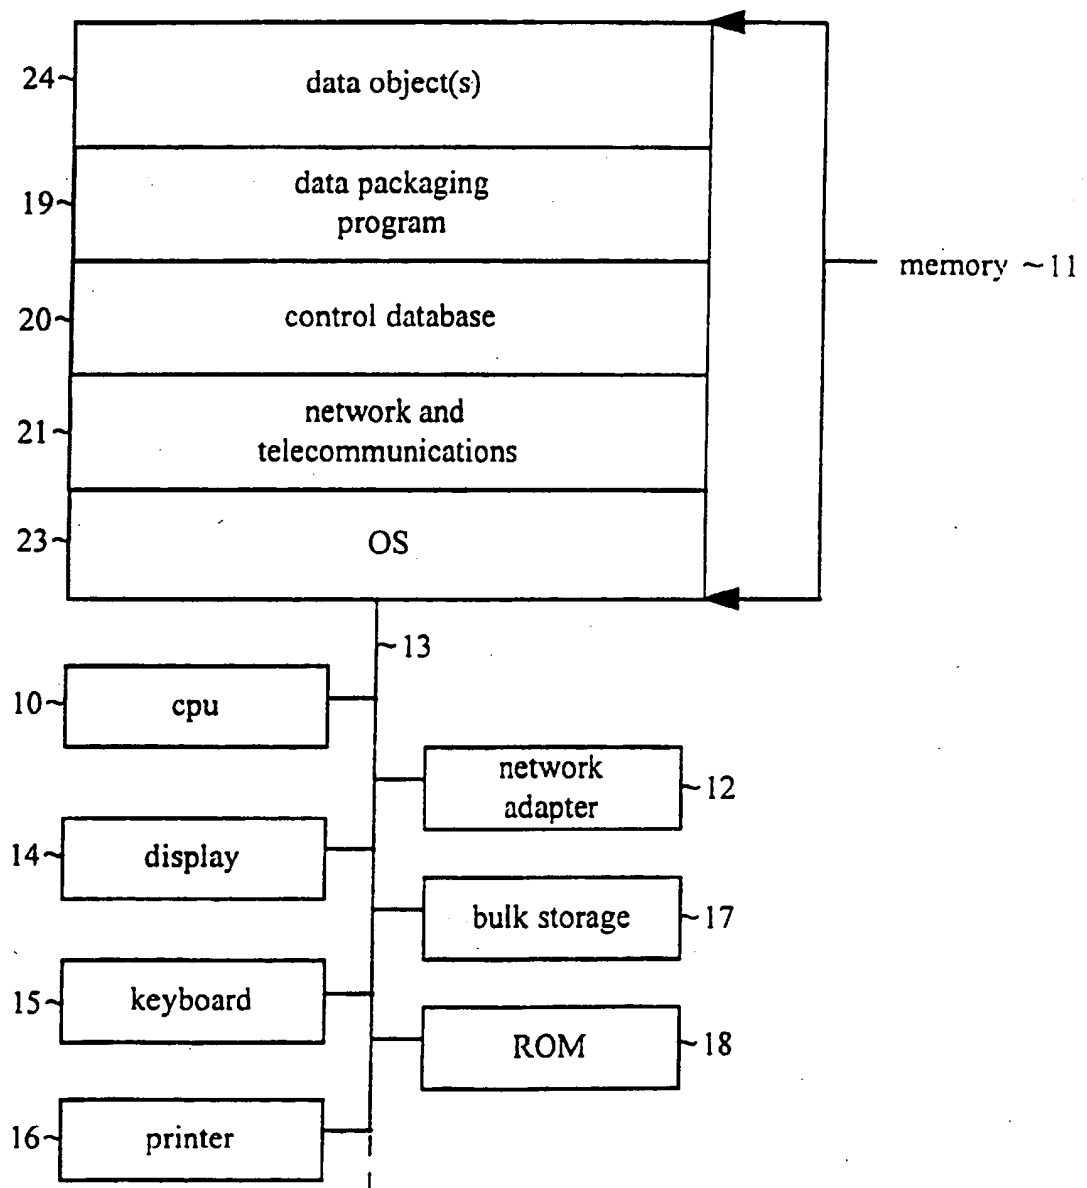 24~
data object(s)
19~
data packaging
program
memory ~11
20~
control database
21~
network and
telecommunications
23~
OS
~13
10~
cpu
network
adapter
~12
14~
display
bulk storage
~17
15~
keyboard
ROM
~18
16~
printer